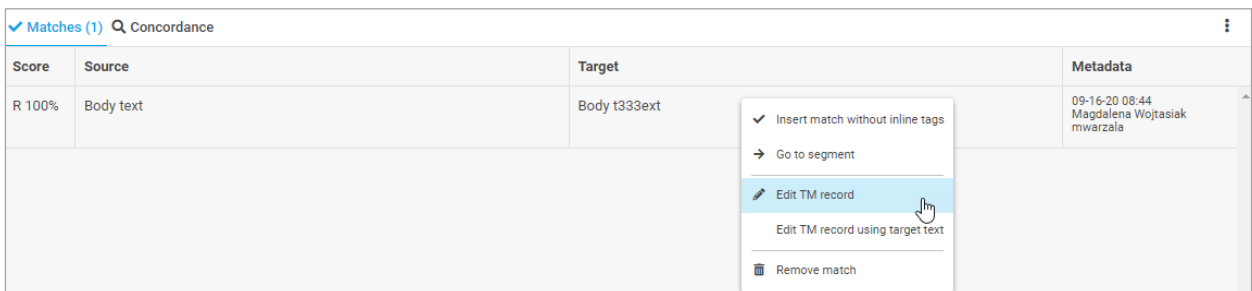 Matches (1) Concordance
Score Source Target Metadata
R 100% Body text Body t333ext 09-16-20 08:44
Magdalena Wojtasiak
mwarzala
Insert match without inline tags
Go to segment
Edit TM record
Edit TM record using target text
Remove match